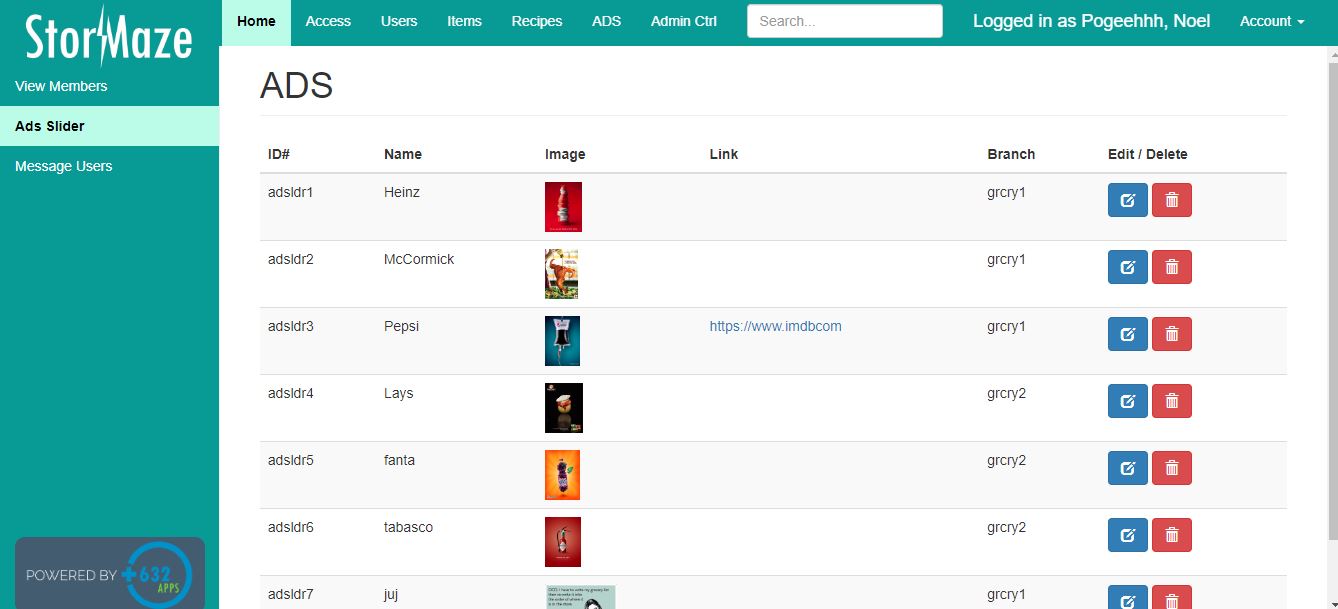 StorMaze
Home Access Users Items Recipes ADS Admin Ctrl Search... Logged in as Pogeehhh, Noel Account
View Members
Ads Slider
Message Users
POWERED BY +632 APPS
ADS
ID# Name Image Link Branch Edit / Delete
adsldr1 Heinz grcry1
adsldr2 McCormick grcry1
adsldr3 Pepsi https://www.imdbcom grcry1
adsldr4 Lays grcry2
adsldr5 fanta grcry2
adsldr6 tabasco grcry2
adsldr7 juj grcry1